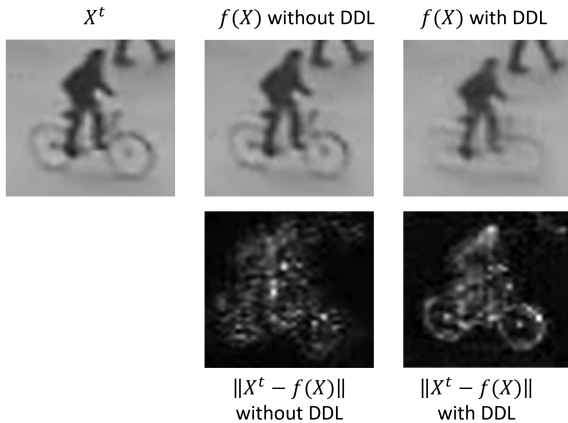 X^t
f(X) without DDL
f(X) with DDL
‖X^t − f(X)‖
without DDL
‖X^t − f(X)‖
with DDL